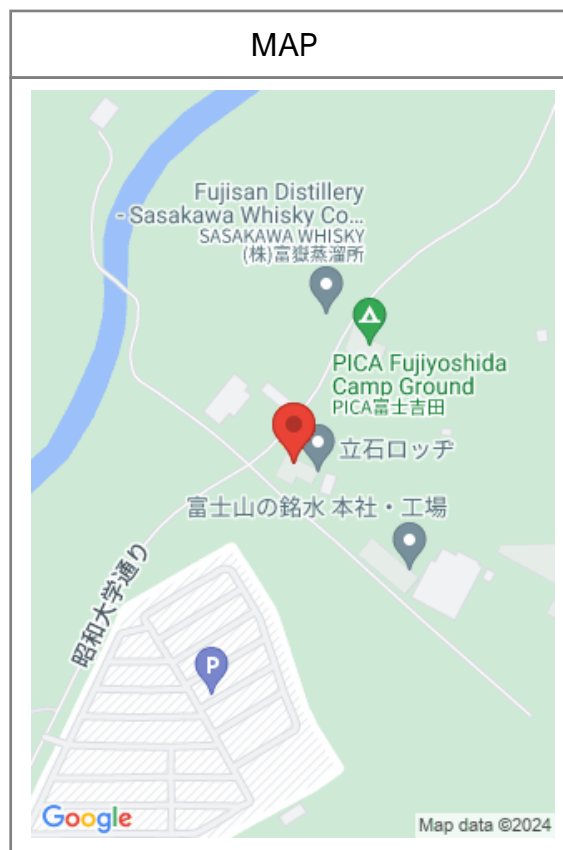 MAP
Fujisan Distillery
- Sasakawa Whisky Co...
SASAKAWA WHISKY
(株)富嶽蒸溜所
PICA Fujiyoshida
Camp Ground
PICA富士吉田
立石ロッヂ
富士山の銘水 本社・工場
昭和大学通り
P
Google
Map data ©2024